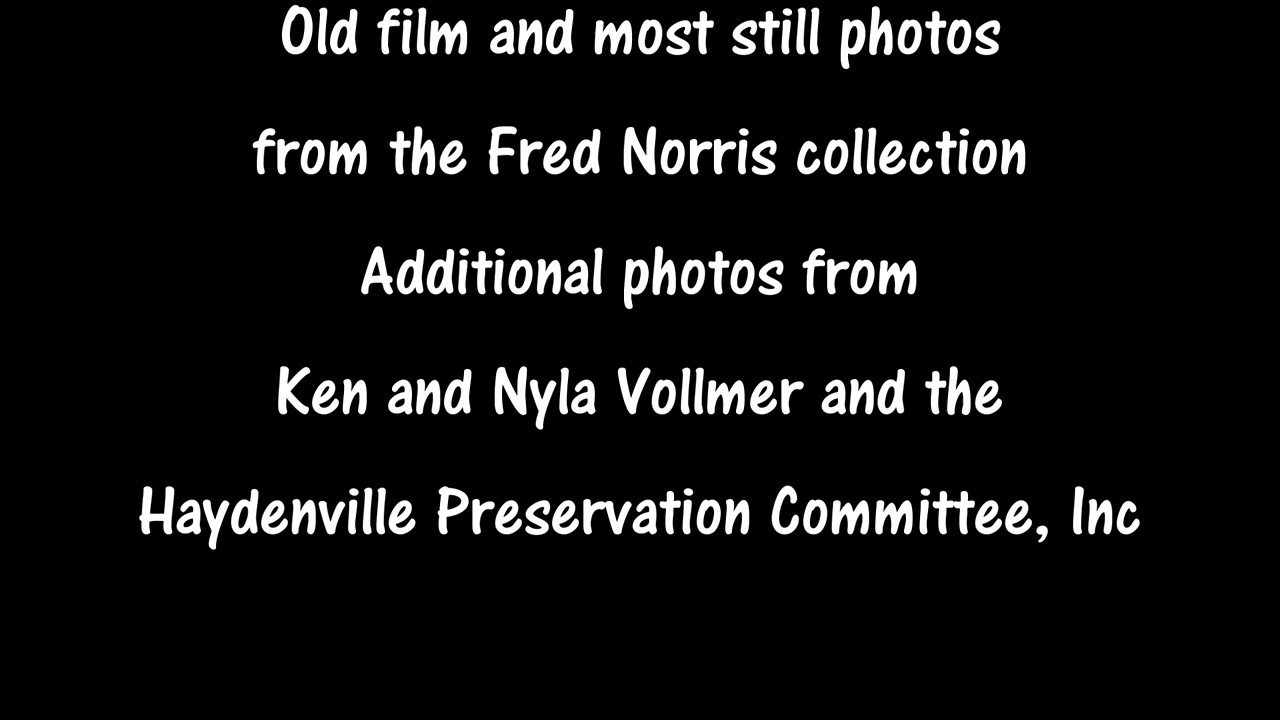 Old film and most still photos
from the Fred Norris collection
Additional photos from
Ken and Nyla Vollmer and the
Haydenville Preservation Committee, Inc